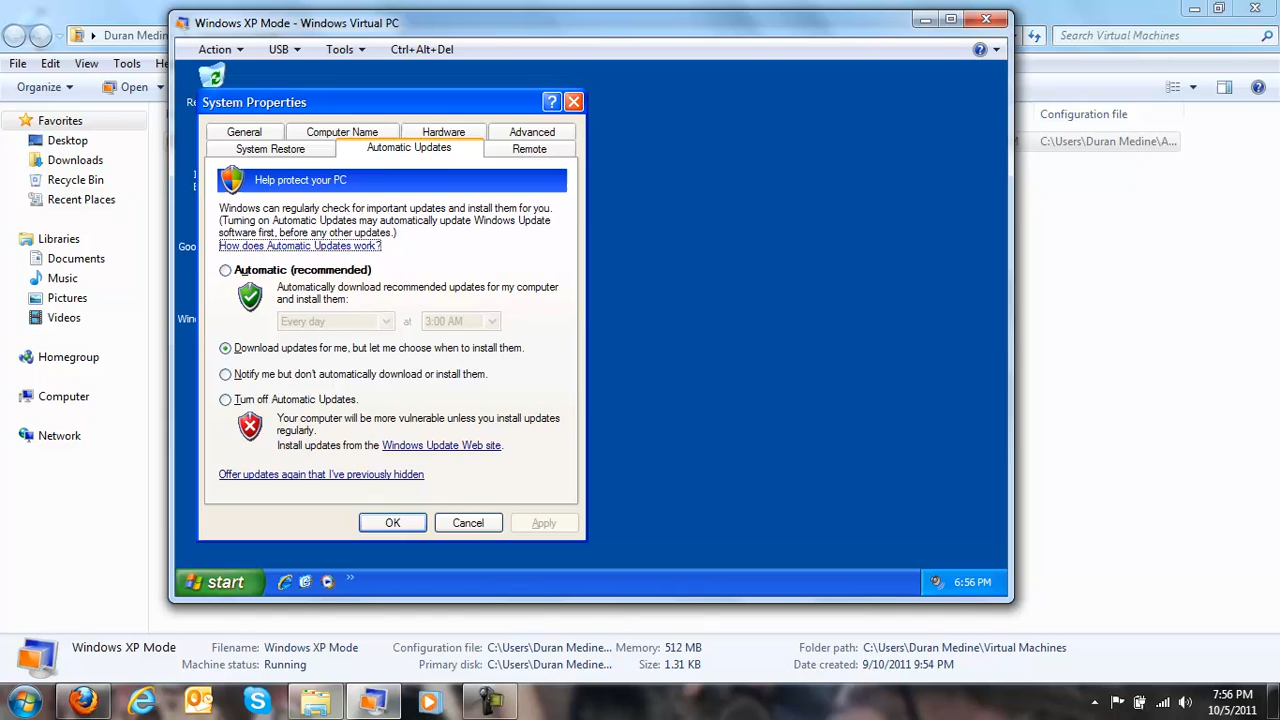 Windows XP Mode - Windows Virtual PC
Duran Medine
Search Virtual Machines
File Edit View Tools
Action USB Tools Ctrl+Alt+Del
Organize Open
Configuration file
C:\Users\Duran Medine\A...
Favorites
Desktop
Downloads
Recycle Bin
Recent Places
Libraries
Documents
Music
Pictures
Videos
Homegroup
Computer
Network
System Properties
General Computer Name Hardware Advanced
System Restore Automatic Updates Remote
Help protect your PC
Windows can regularly check for important updates and install them for you.
(Turning on Automatic Updates may automatically update Windows Update
software first, before any other updates.)
How does Automatic Updates work?
Automatic (recommended)
Automatically download recommended updates for my computer
and install them:
Every day at 3:00 AM
Download updates for me, but let me choose when to install them.
Notify me but don't automatically download or install them.
Turn off Automatic Updates.
Your computer will be more vulnerable unless you install updates
regularly.
Install updates from the Windows Update Web site.
Offer updates again that I've previously hidden
OK Cancel Apply
start
6:56 PM
Windows XP Mode Filename: Windows XP Mode Configuration file: C:\Users\Duran Medine... Memory: 512 MB Folder path: C:\Users\Duran Medine\Virtual Machines
Machine status: Running Primary disk: C:\Users\Duran Medine... Size: 1.31 KB Date created: 9/10/2011 9:54 PM
7:56 PM
10/5/2011